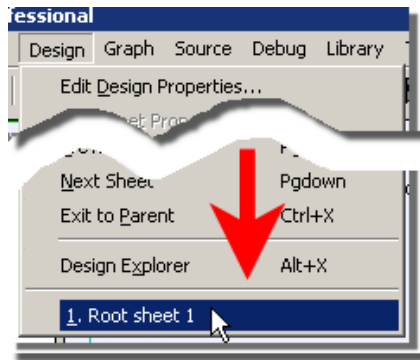 fessional
Design Graph Source Debug Library
Edit Design Properties...
Next Sheet Pgdown
Exit to Parent Ctrl+X
Design Explorer Alt+X
1. Root sheet 1